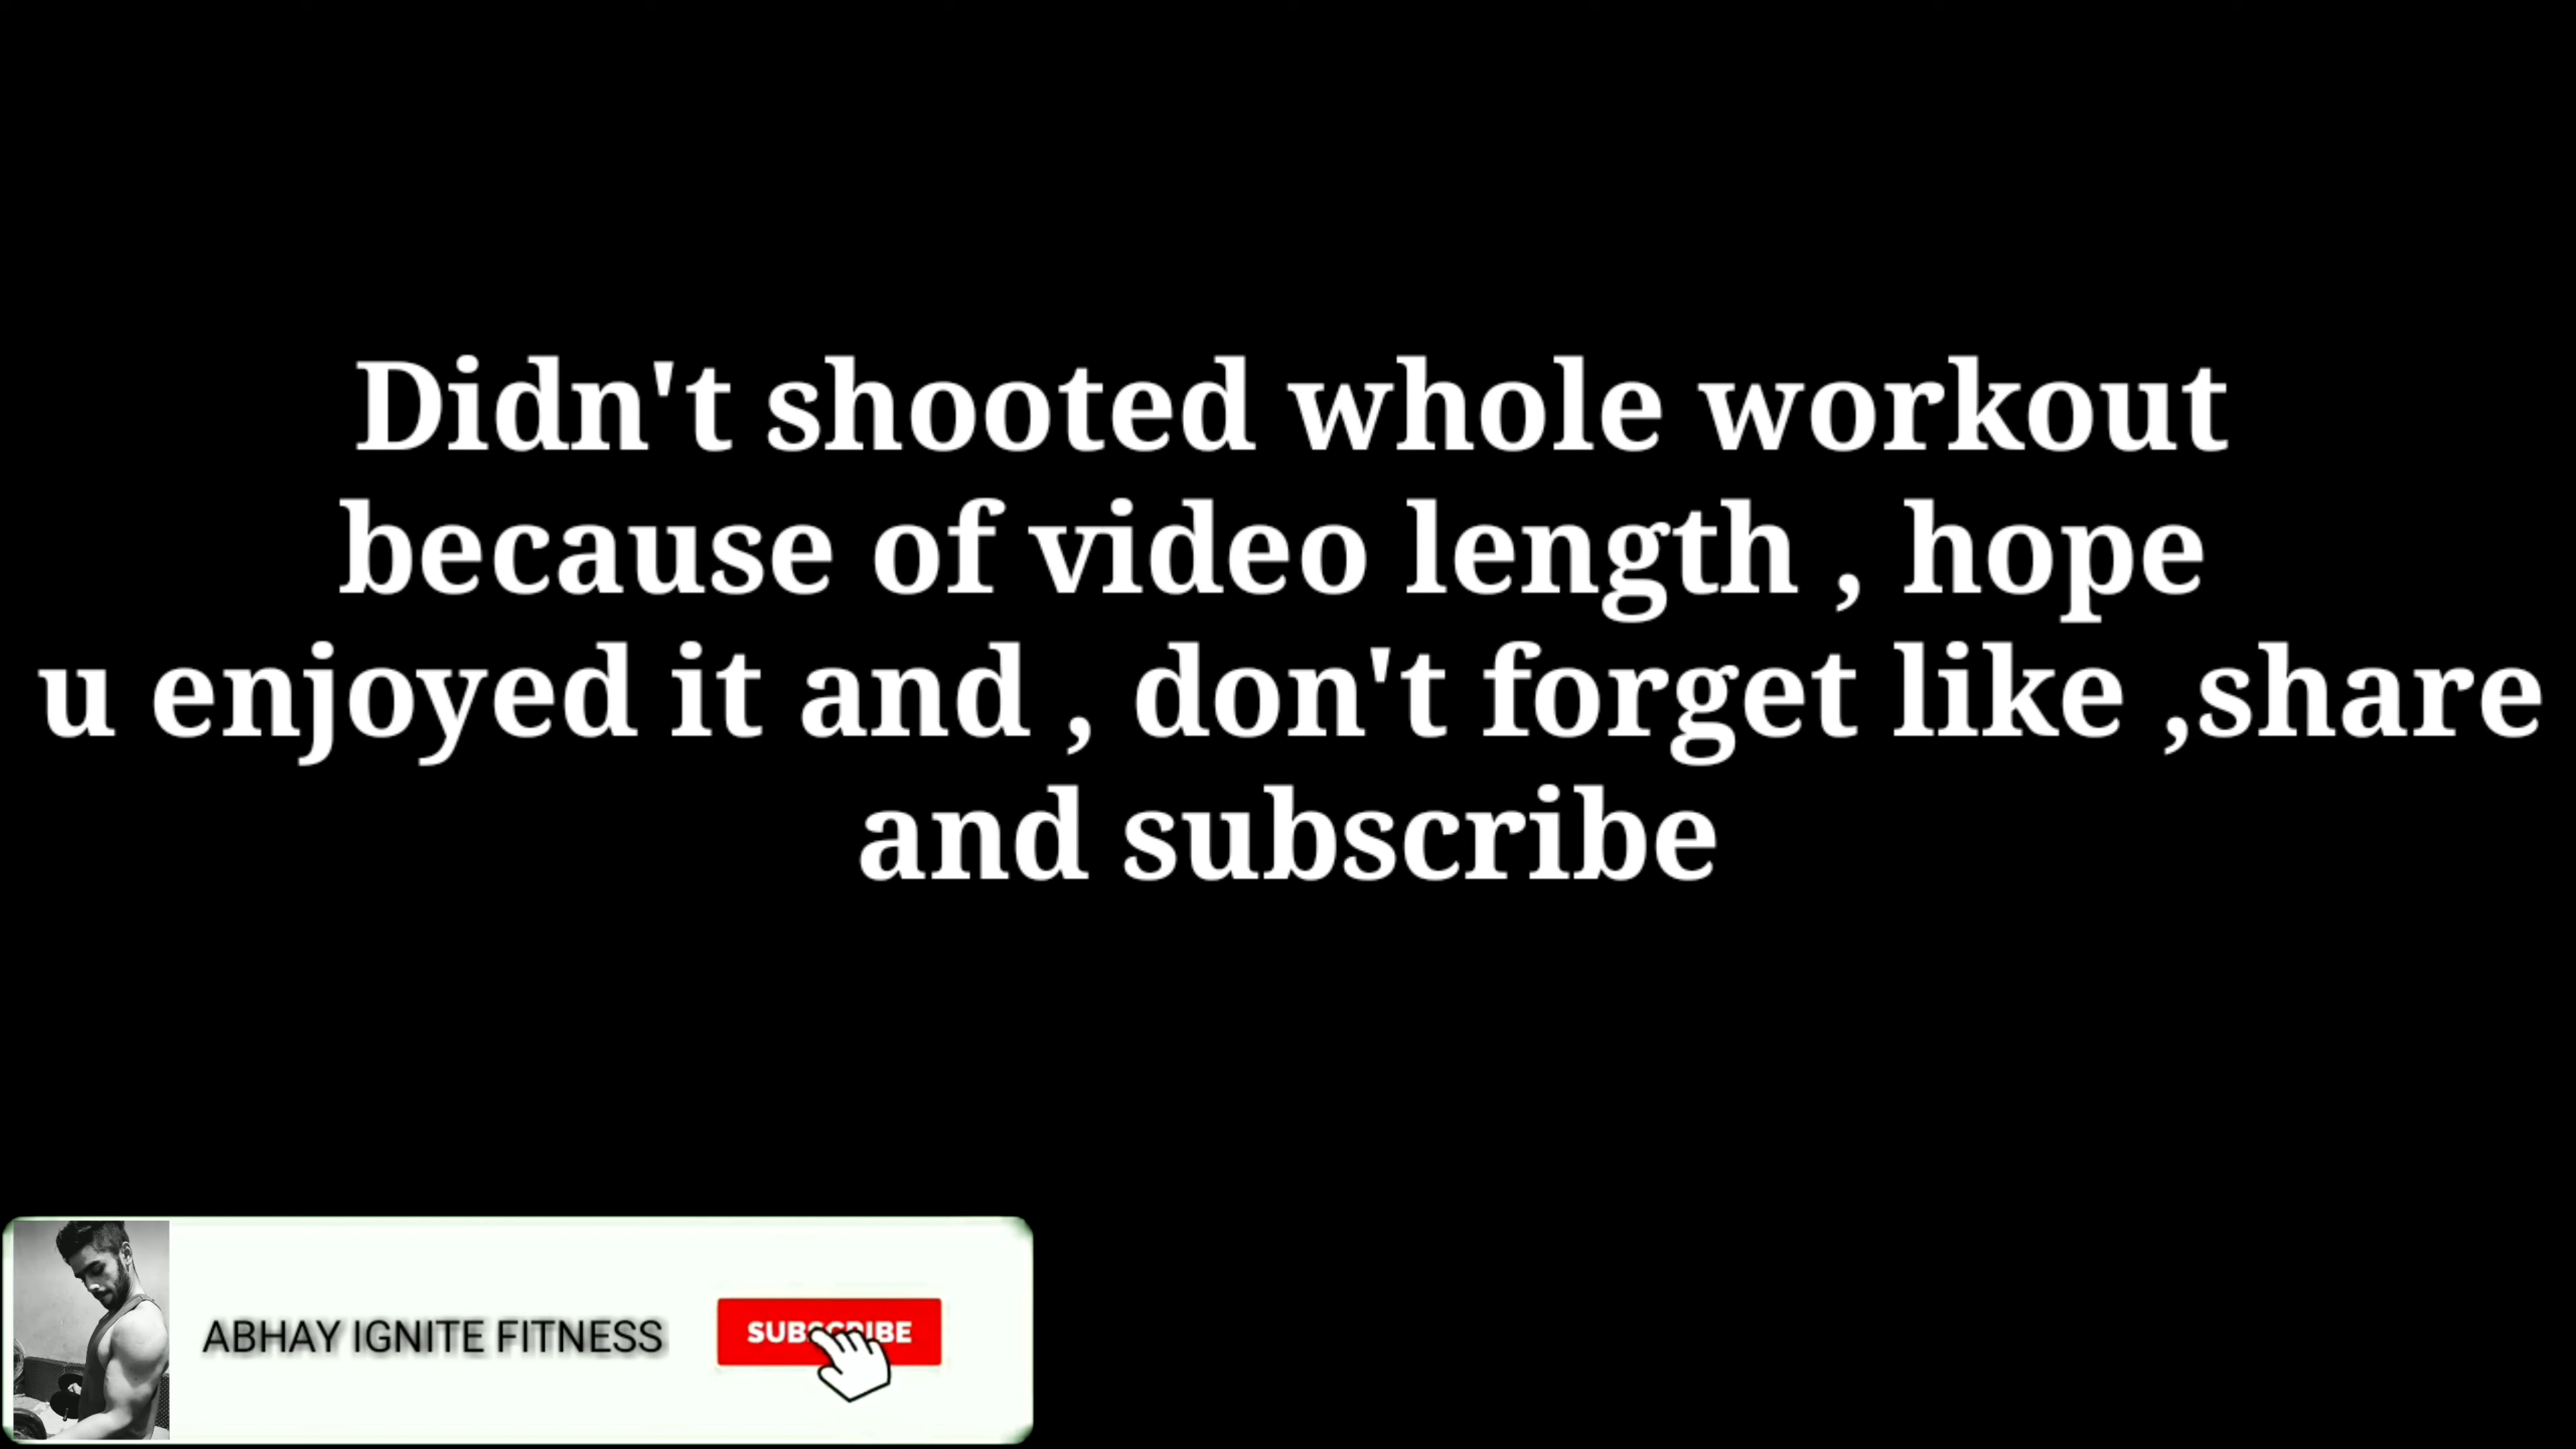 Didn't shooted whole workout
because of video length , hope
u enjoyed it and , don't forget like ,share
and subscribe
ABHAY IGNITE FITNESS
SUBSCRIBE